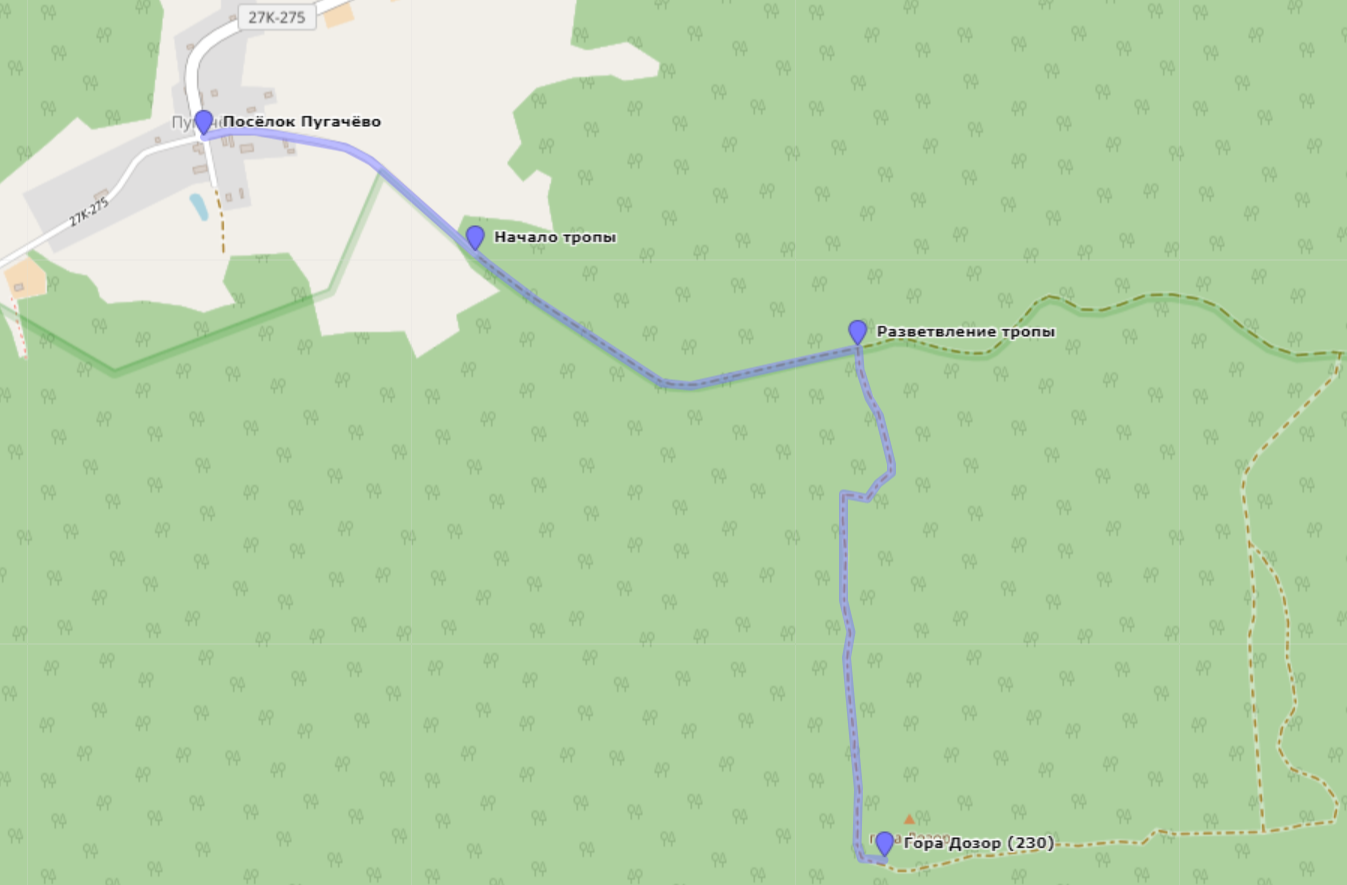 27К-275
Посёлок Пугачёво
27К-275
Начало тропы
Разветвление тропы
Гора Дозор (230)